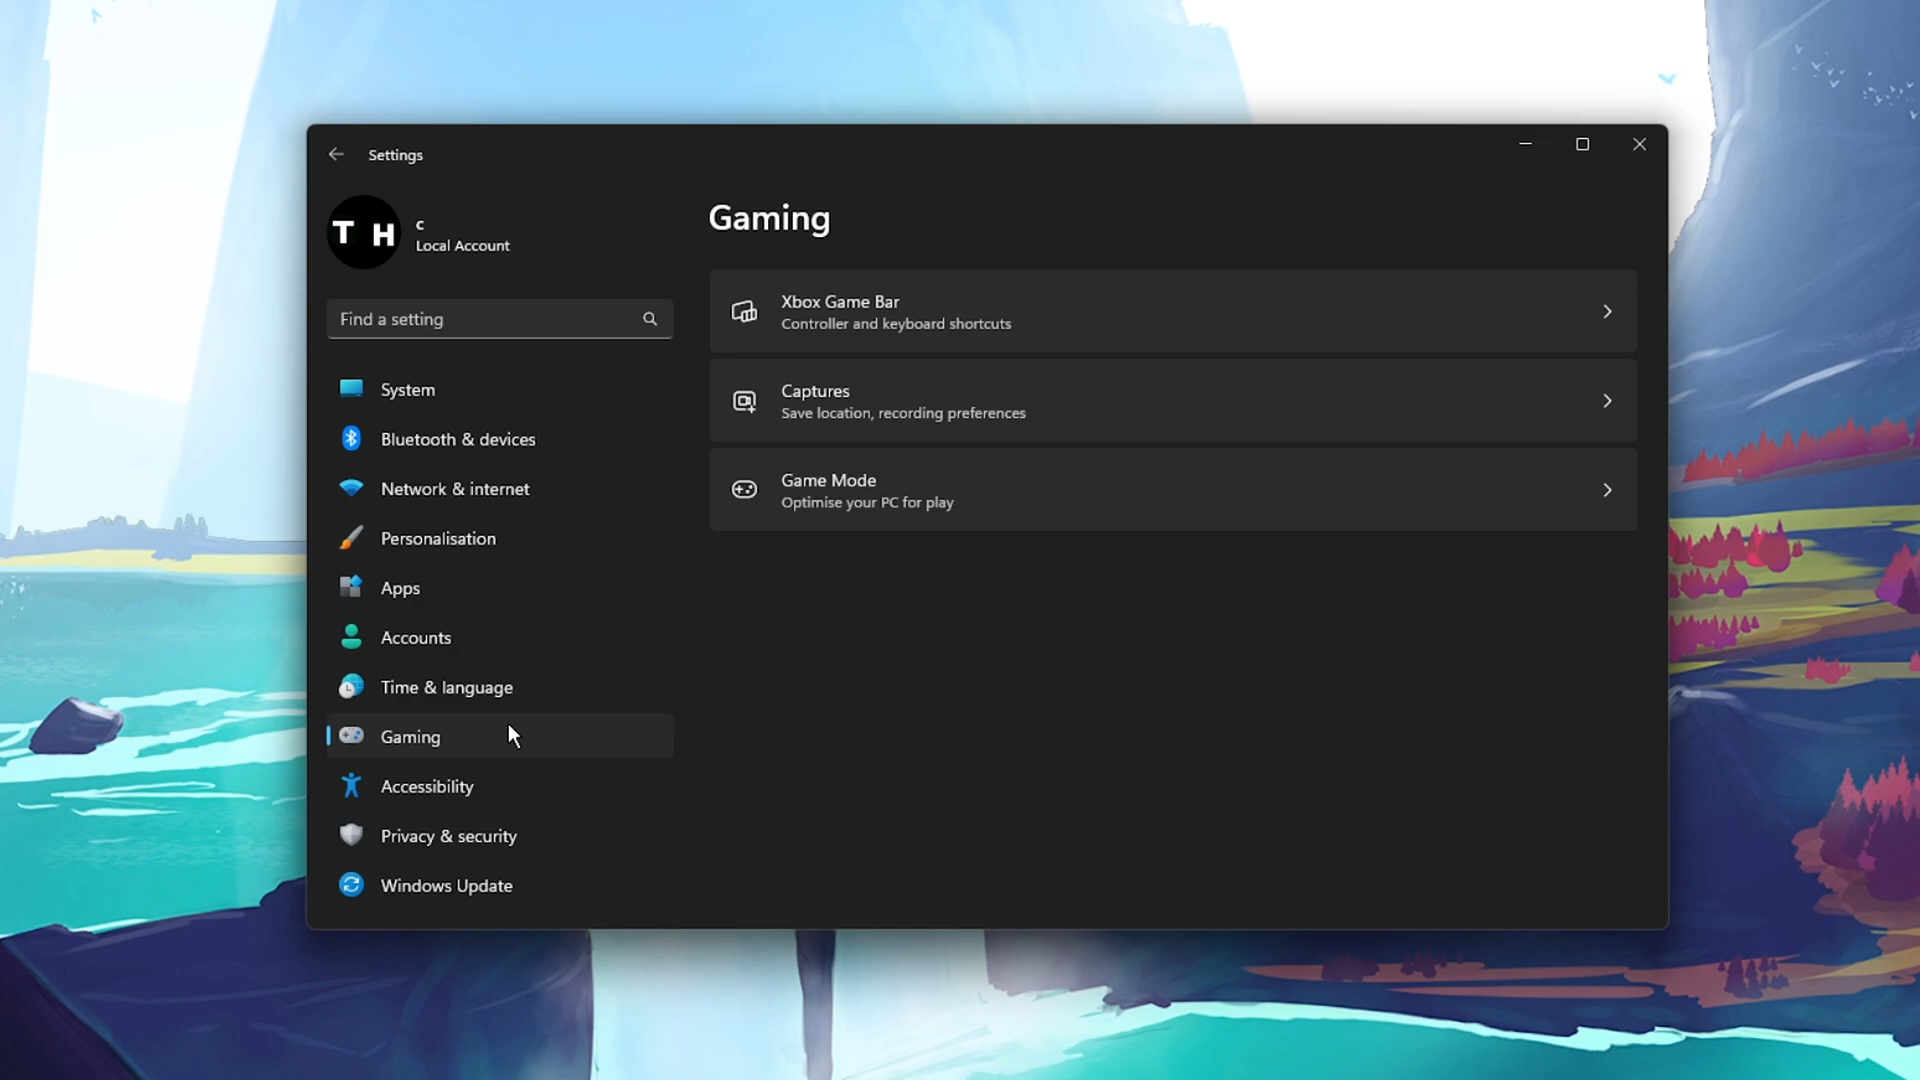 Settings
T H
c
Local Account
Find a setting
System
Bluetooth & devices
Network & internet
Personalisation
Apps
Accounts
Time & language
Gaming
Accessibility
Privacy & security
Windows Update
Gaming
Xbox Game Bar
Controller and keyboard shortcuts
Captures
Save location, recording preferences
Game Mode
Optimise your PC for play